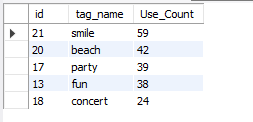 id tag_name Use_Count
21 smile 59
20 beach 42
17 party 39
13 fun 38
18 concert 24